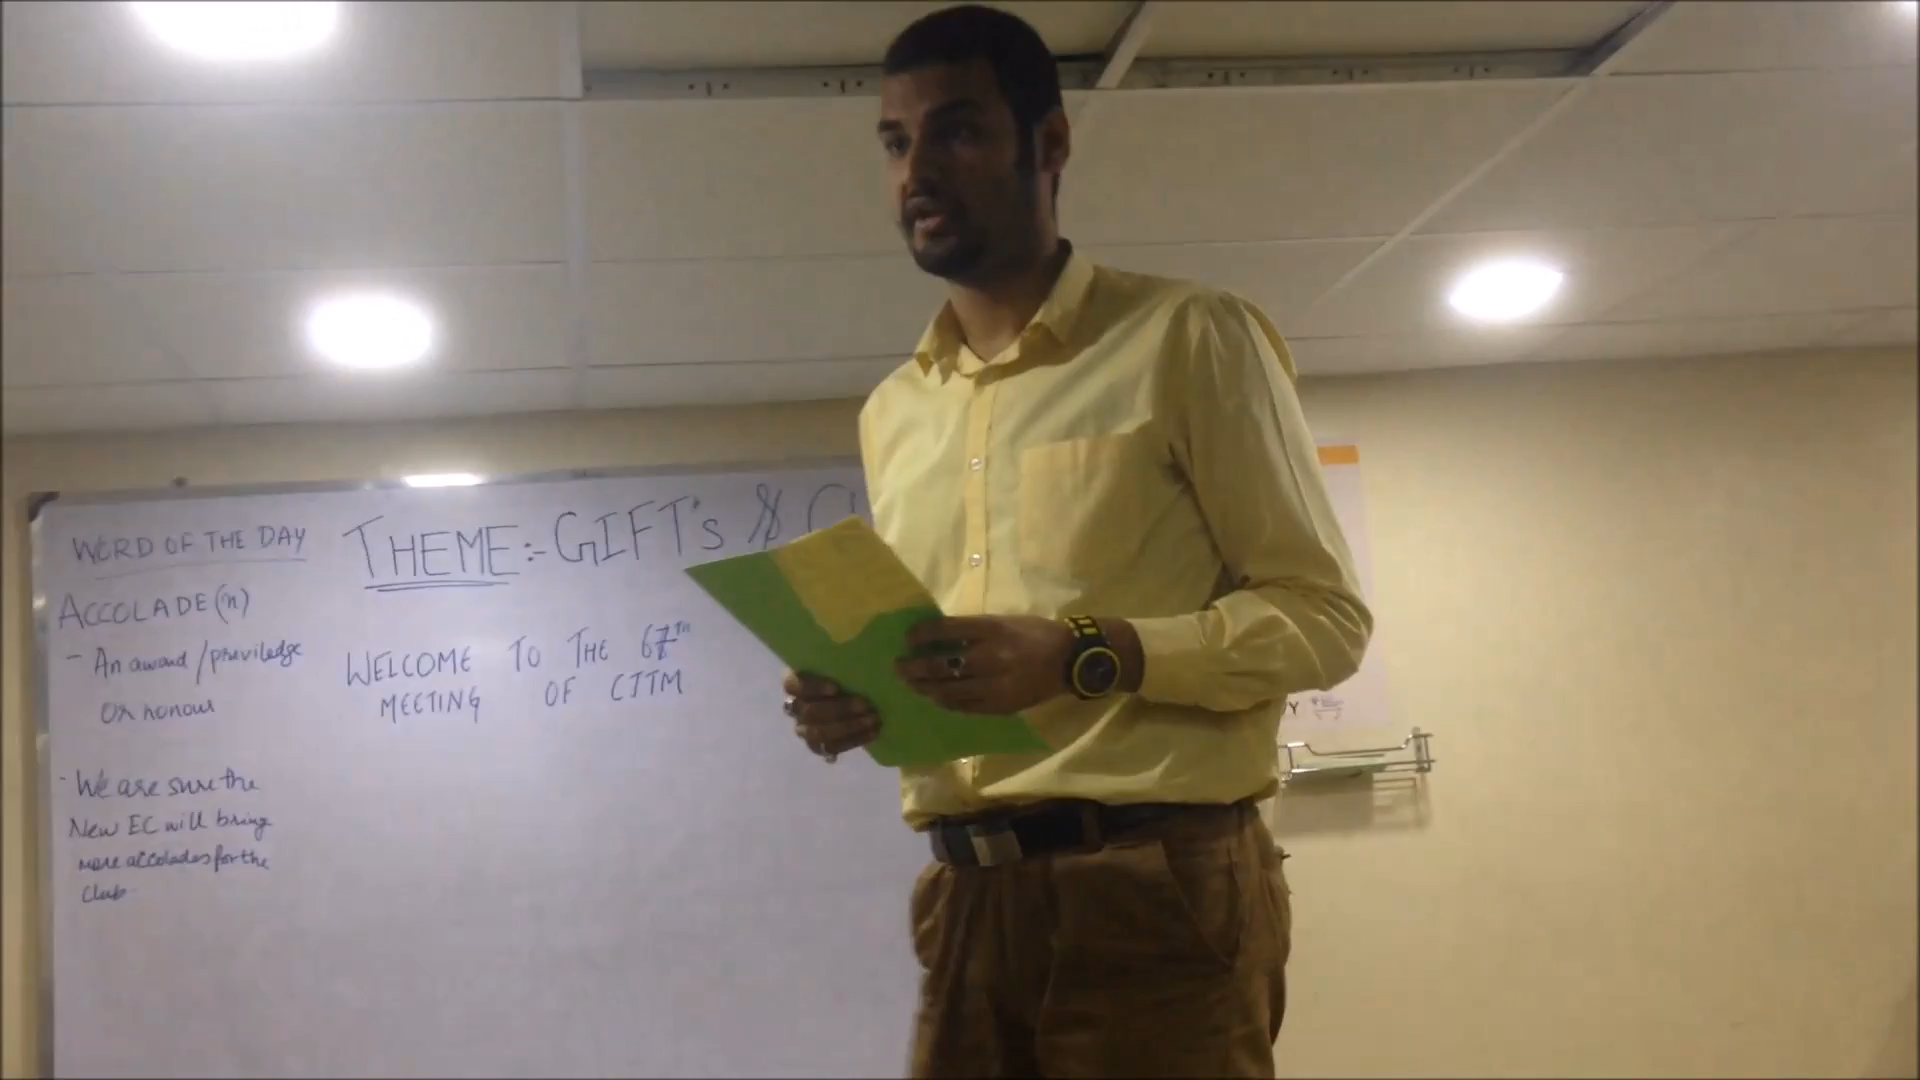 WORD OF THE DAY
ACCOLADE(n)
- An award/previledge
or honour
- We are sure the
New EC will bring
more accolades for the
Club
THEME:- GIFT's &
WELCOME TO THE 67TH
MEETING OF CITM